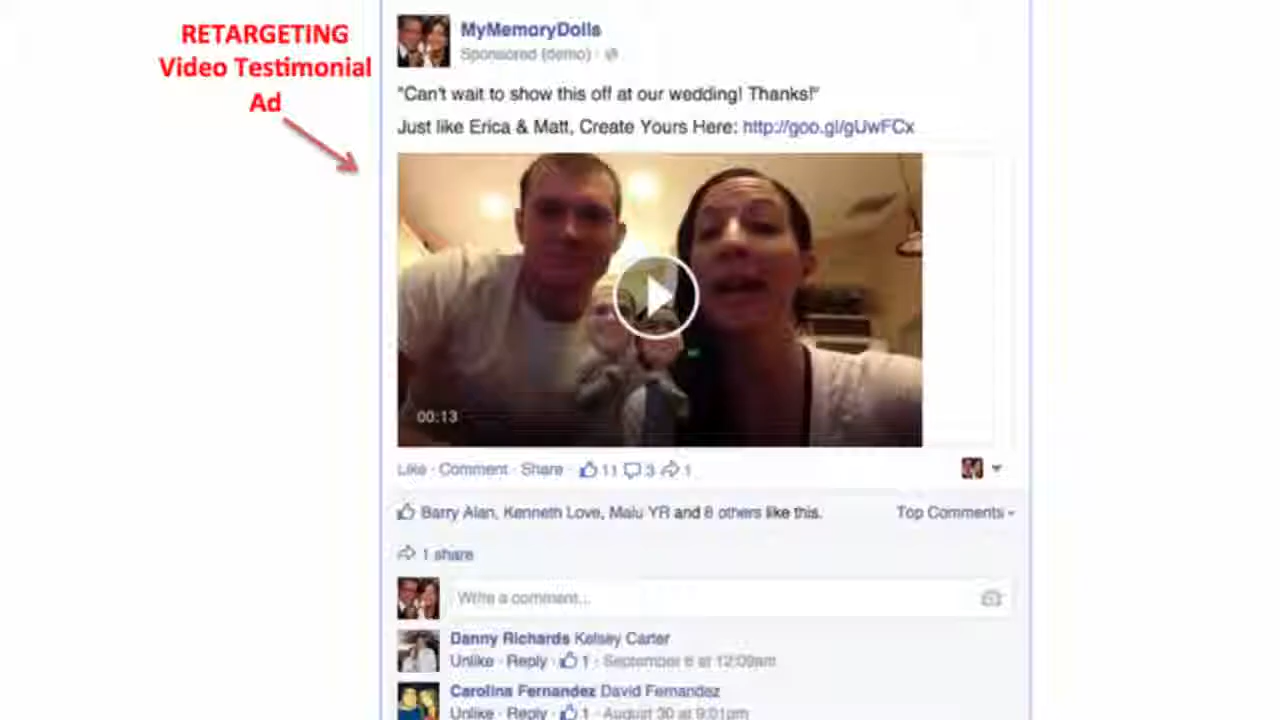 RETARGETING
Video Testimonial
Ad
MyMemoryDolls
Sponsored (demo) ·
"Can't wait to show this off at our wedding! Thanks!"
Just like Erica & Matt, Create Yours Here: http://goo.gl/gUwFCx
00:13
Like · Comment · Share · 11 3 1
Barry Alan, Kenneth Love, Malu YR and 8 others like this.
Top Comments
1 share
Write a comment...
Danny Richards Kelsey Carter
Unlike · Reply · 1 · September 6 at 12:09am
Carolina Fernandez David Fernandez
Unlike · Reply · 1 · August 30 at 9:01pm